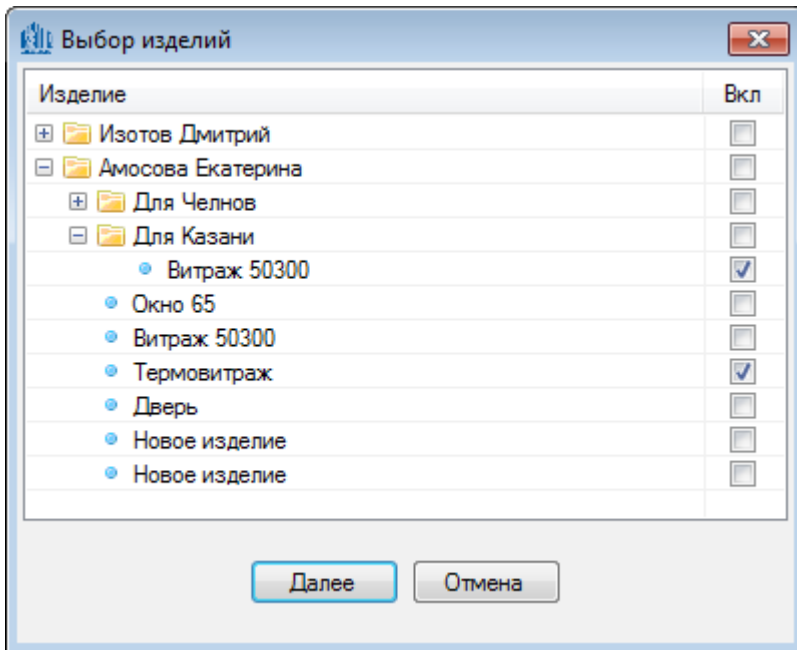 Выбор изделий
Изделие Вкл
Изотов Дмитрий
Амосова Екатерина
Для Челнов
Для Казани
Витраж 50300
Окно 65
Витраж 50300
Термовитраж
Дверь
Новое изделие
Новое изделие
Далее Отмена